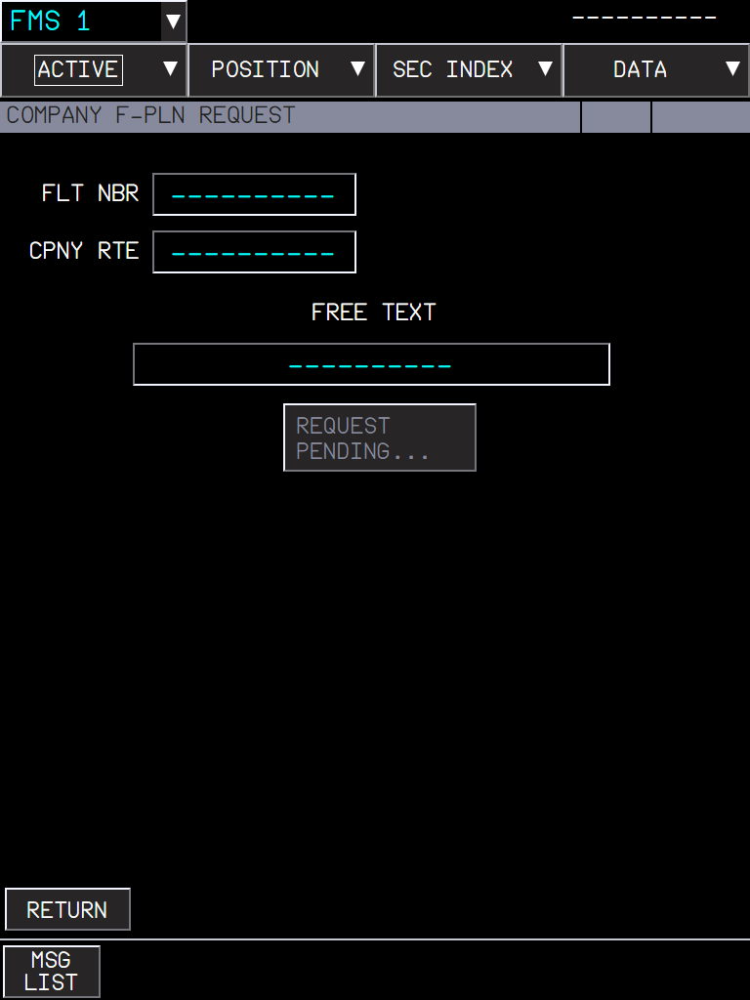 FMS 1 ▼
----------
ACTIVE ▼ POSITION ▼ SEC INDEX ▼ DATA ▼
COMPANY F-PLN REQUEST
FLT NBR ----------
CPNY RTE ----------
FREE TEXT
----------
REQUEST
PENDING...
RETURN
MSG
LIST